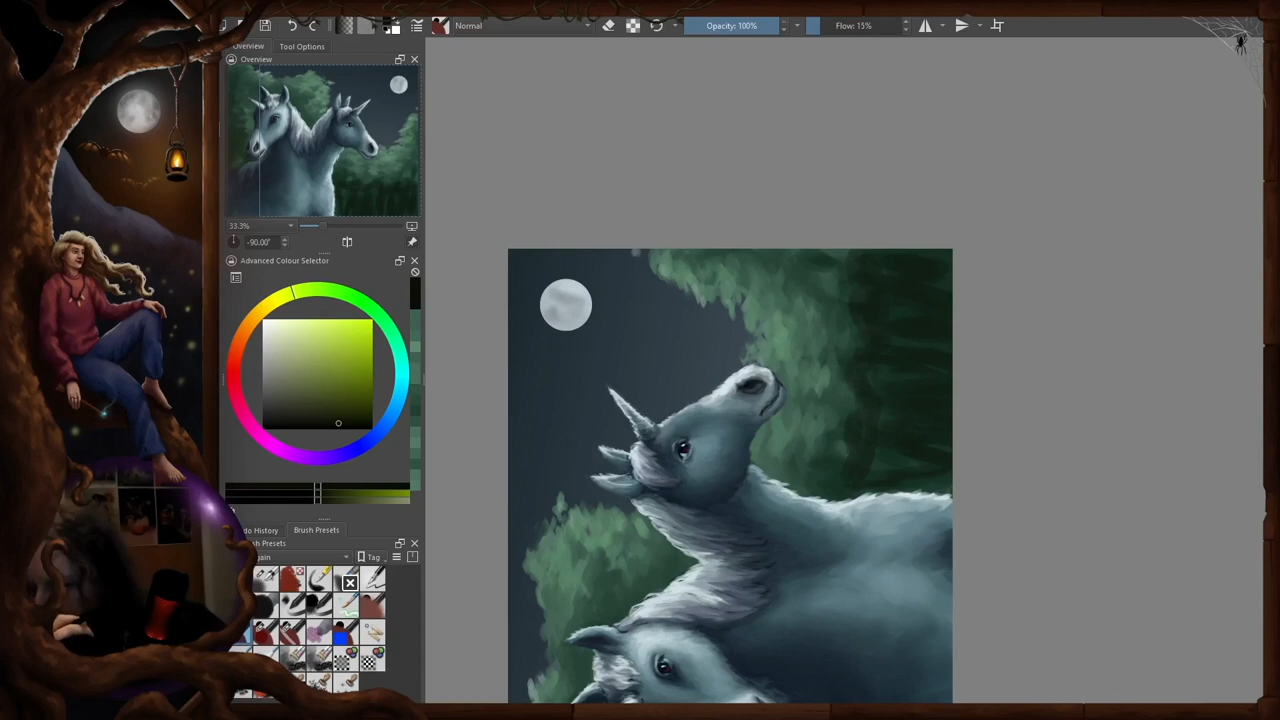 Normal
Opacity: 100%
Flow: 15%
Overview
Tool Options
Overview
33.3%
-90.00°
Advanced Colour Selector
do History
Brush Presets
sh Presets
gain
Tag